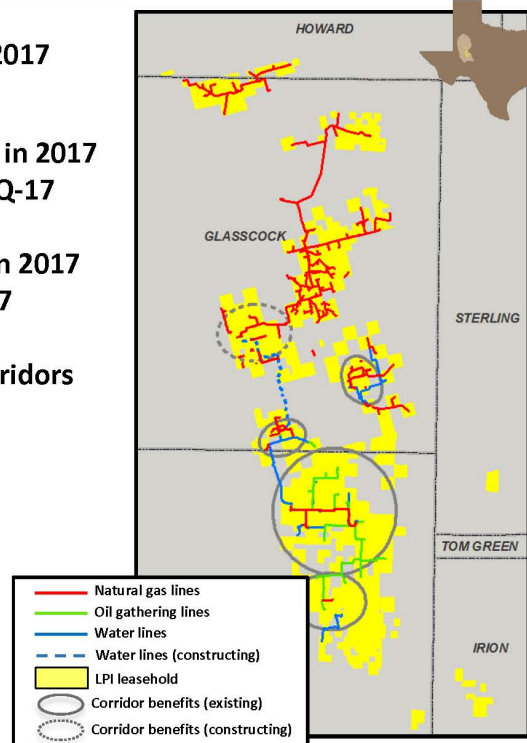 2017
in 2017
Q-17
n 2017
7
ridors
HOWARD
GLASSCOCK
STERLING
TOM GREEN
IRION
Natural gas lines
Oil gathering lines
Water lines
Water lines (constructing)
LPI leasehold
Corridor benefits (existing)
Corridor benefits (constructing)